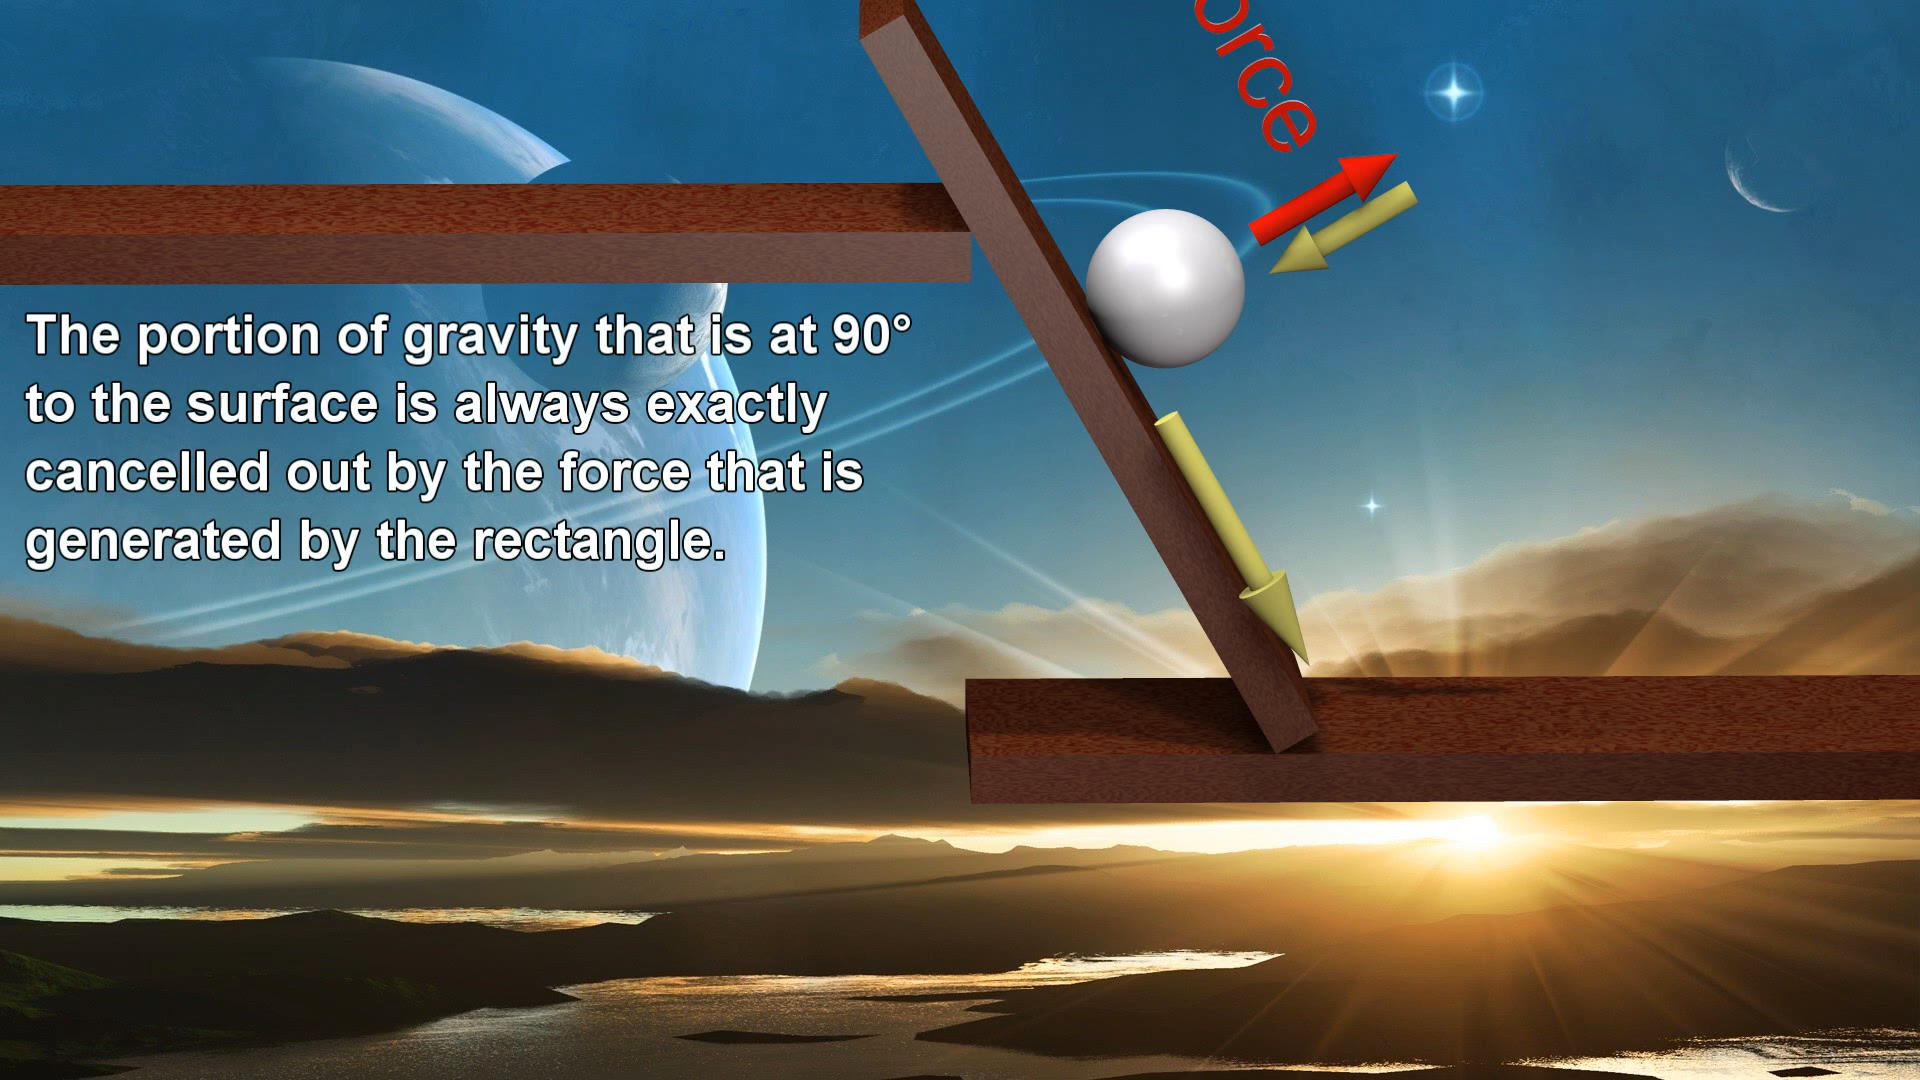 orce
The portion of gravity that is at 90°
to the surface is always exactly
cancelled out by the force that is
generated by the rectangle.